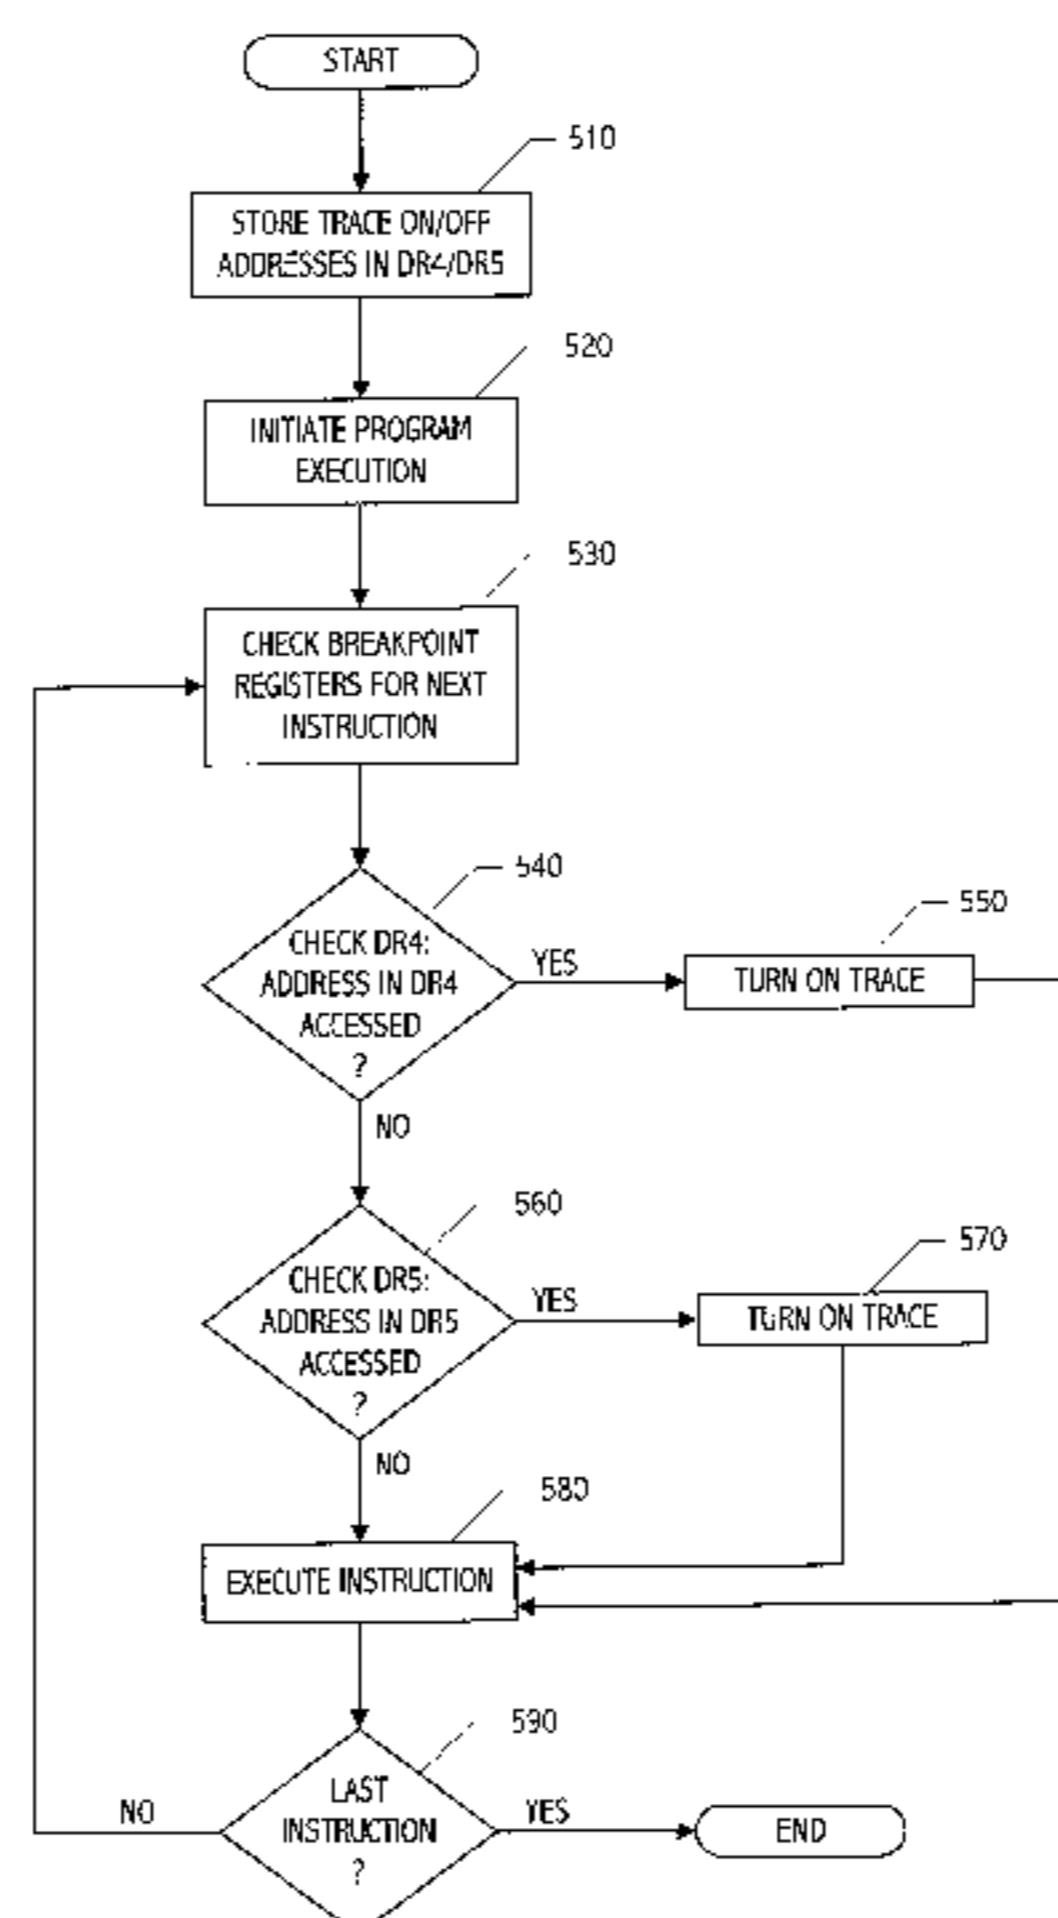 START
510
STORE TRACE ON/OFF
ADDRESSES IN DR4/DR5
520
INITIATE PROGRAM
EXECUTION
530
CHECK BREAKPOINT
REGISTERS FOR NEXT
INSTRUCTION
540
CHECK DR4:
ADDRESS IN DR4
ACCESSED
?
YES
550
TURN ON TRACE
NO
560
CHECK DR5:
ADDRESS IN DR5
ACCESSED
?
YES
570
TURN ON TRACE
NO
580
EXECUTE INSTRUCTION
590
LAST
INSTRUCTION
?
NO
YES
END